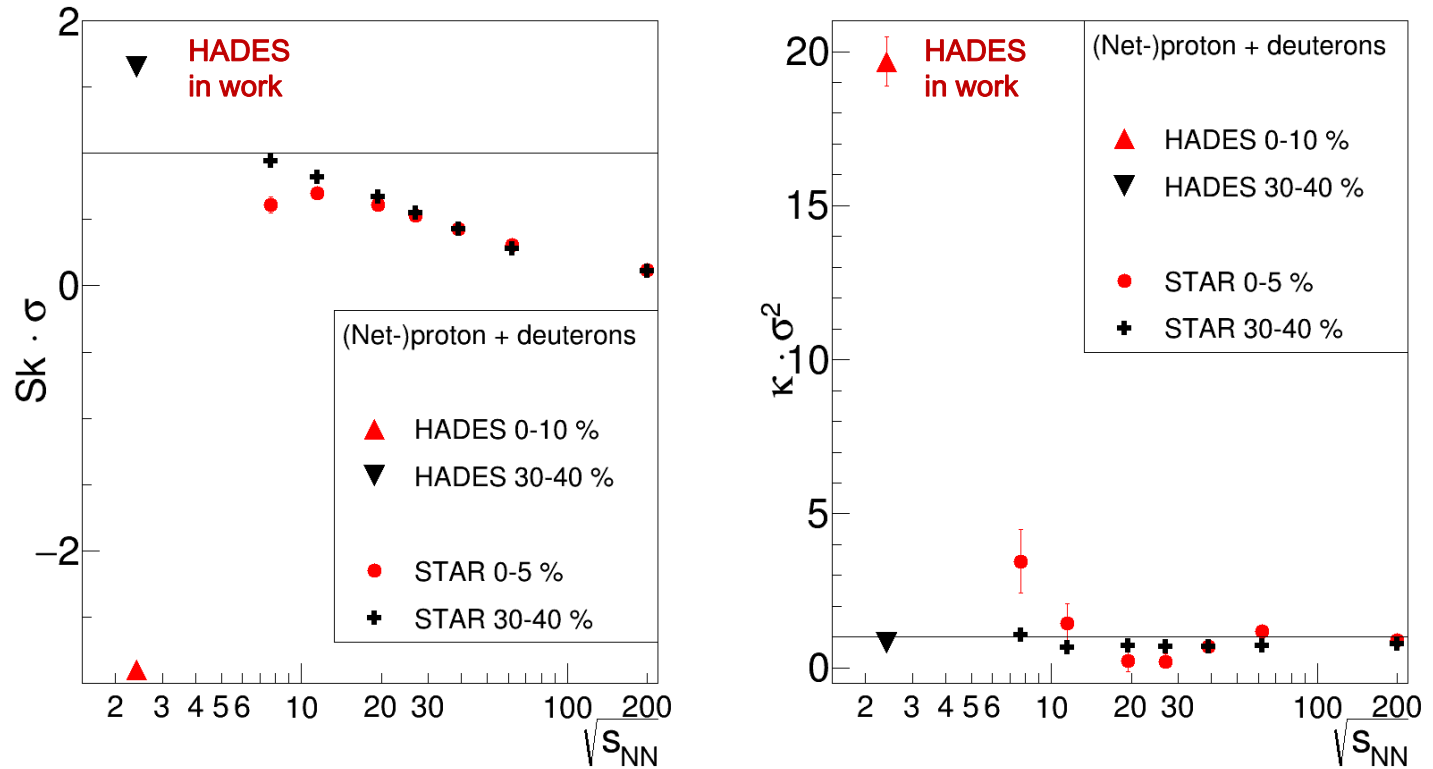 2
HADES
in work
0
Sk · σ
(Net-)proton + deuterons
HADES 0-10 %
HADES 30-40 %
−2
STAR 0-5 %
STAR 30-40 %
2 3 4 5 6 10 20 30 100 200
√sNN
20
HADES
in work
(Net-)proton + deuterons
HADES 0-10 %
HADES 30-40 %
15
STAR 0-5 %
STAR 30-40 %
κ · σ²
10
5
0
2 3 4 5 6 10 20 30 100 200
√sNN